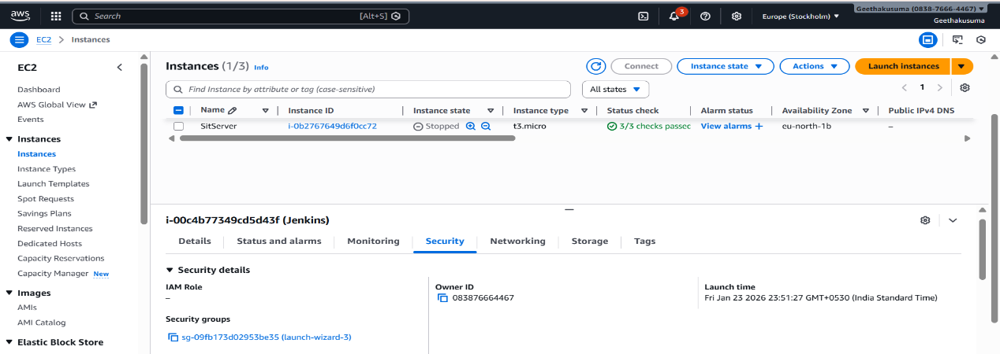 aws Search [Alt+S] 3 Europe (Stockholm) Geethakusuma (0838-7666-4467)
Geethakusuma
EC2 > Instances
EC2
Dashboard
AWS Global View
Events
Instances
Instances
Instance Types
Launch Templates
Spot Requests
Savings Plans
Reserved Instances
Dedicated Hosts
Capacity Reservations
Capacity Manager New
Images
AMIs
AMI Catalog
Elastic Block Store
Instances (1/3) Info Connect Instance state Actions Launch instances
Find Instance by attribute or tag (case-sensitive) All states 1
Name Instance ID Instance state Instance type Status check Alarm status Availability Zone Public IPv4 DNS
SitServer i-0b2767649d6f0cc72 Stopped t3.micro 3/3 checks passec View alarms + eu-north-1b –
i-00c4b77349cd5d43f (Jenkins)
Details Status and alarms Monitoring Security Networking Storage Tags
Security details
IAM Role Owner ID Launch time
– 083876664467 Fri Jan 23 2026 23:51:27 GMT+0530 (India Standard Time)
Security groups
sg-09fb173d02953be35 (launch-wizard-3)